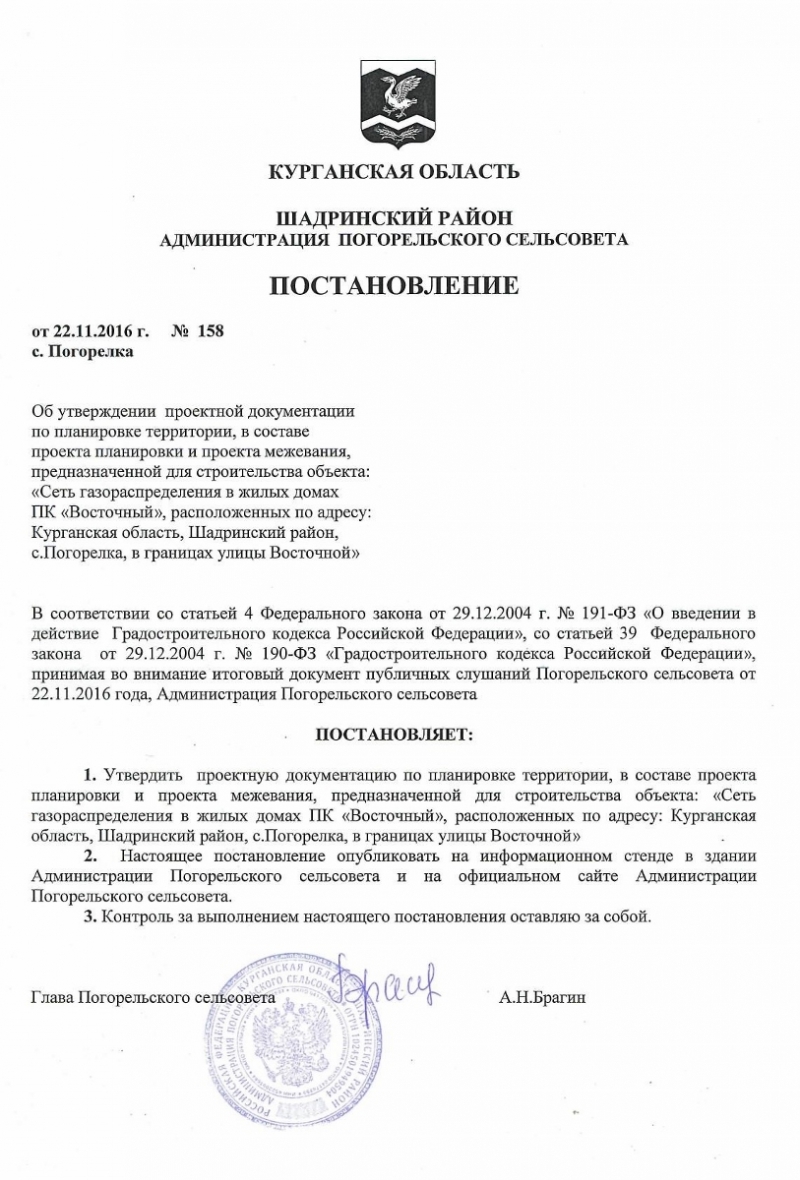 КУРГАНСКАЯ ОБЛАСТЬ
ШАДРИНСКИЙ РАЙОН
АДМИНИСТРАЦИЯ ПОГОРЕЛЬСКОГО СЕЛЬСОВЕТА
ПОСТАНОВЛЕНИЕ
от 22.11.2016 г. № 158
с. Погорелка
Об утверждении проектной документации
по планировке территории, в составе
проекта планировки и проекта межевания,
предназначенной для строительства объекта:
«Сеть газораспределения в жилых домах
ПК «Восточный», расположенных по адресу:
Курганская область, Шадринский район,
с.Погорелка, в границах улицы Восточной»
В соответствии со статьей 4 Федерального закона от 29.12.2004 г. № 191-ФЗ «О введении в
действие Градостроительного кодекса Российской Федерации», со статьей 39 Федерального
закона от 29.12.2004 г. № 190-ФЗ «Градостроительного кодекса Российской Федерации»,
принимая во внимание итоговый документ публичных слушаний Погорельского сельсовета от
22.11.2016 года, Администрация Погорельского сельсовета
ПОСТАНОВЛЯЕТ:
1. Утвердить проектную документацию по планировке территории, в составе проекта
планировки и проекта межевания, предназначенной для строительства объекта: «Сеть
газораспределения в жилых домах ПК «Восточный», расположенных по адресу: Курганская
область, Шадринский район, с.Погорелка, в границах улицы Восточной»
2. Настоящее постановление опубликовать на информационном стенде в здании
Администрации Погорельского сельсовета и на официальном сайте Администрации
Погорельского сельсовета.
3. Контроль за выполнением настоящего постановления оставляю за собой.
Глава Погорельского сельсовета А.Н.Брагин
РОССИЙСКАЯ ФЕДЕРАЦИЯ КУРГАНСКАЯ ОБЛАСТЬ ШАДРИНСКИЙ РАЙОН
АДМИНИСТРАЦИЯ ПОГОРЕЛЬСКОГО СЕЛЬСОВЕТА